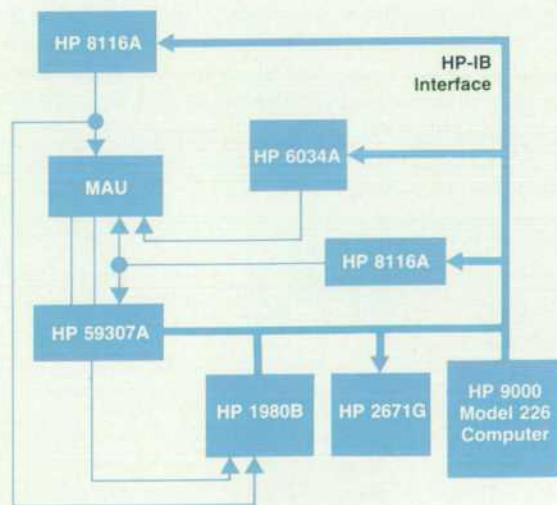 HP 8116A
HP-IB
Interface
HP 6034A
MAU
HP 8116A
HP 59307A
HP 1980B
HP 2671G
HP 9000
Model 226
Computer